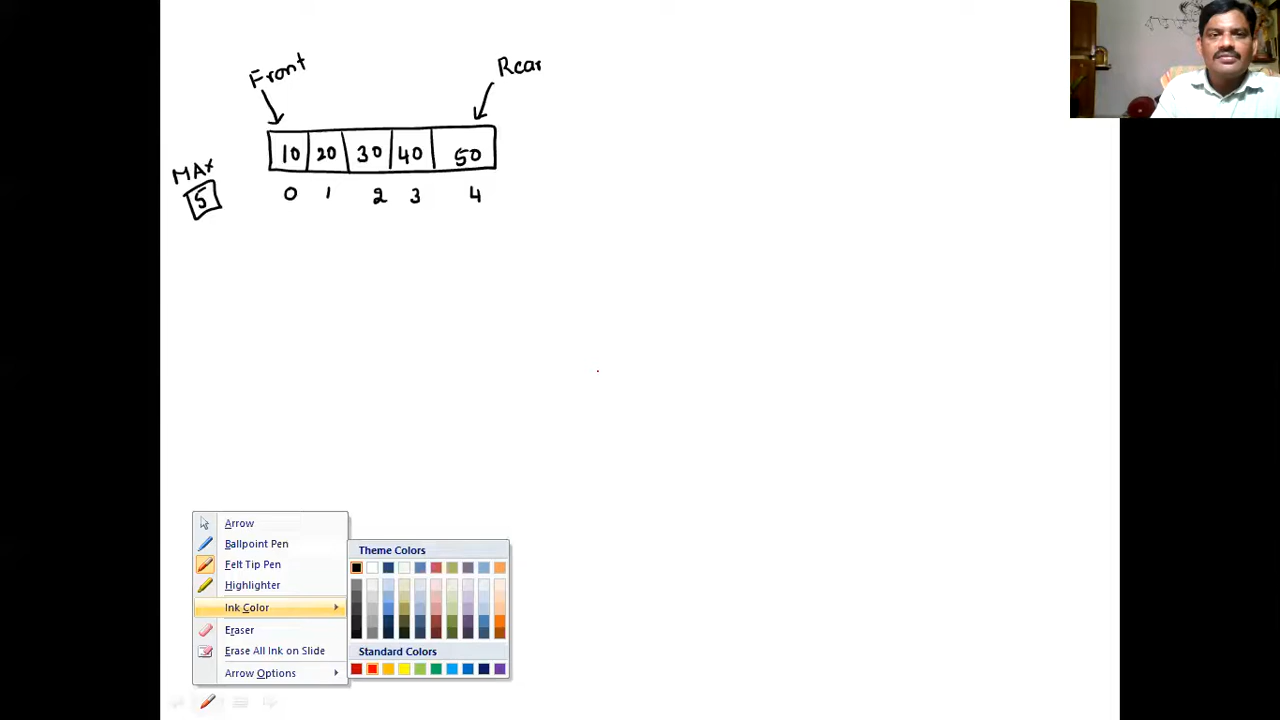 Front
Rear
10 20 30 40 50
MAX
5
0 1 2 3 4
Arrow
Ballpoint Pen
Felt Tip Pen
Highlighter
Ink Color
Eraser
Erase All Ink on Slide
Arrow Options
Theme Colors
Standard Colors